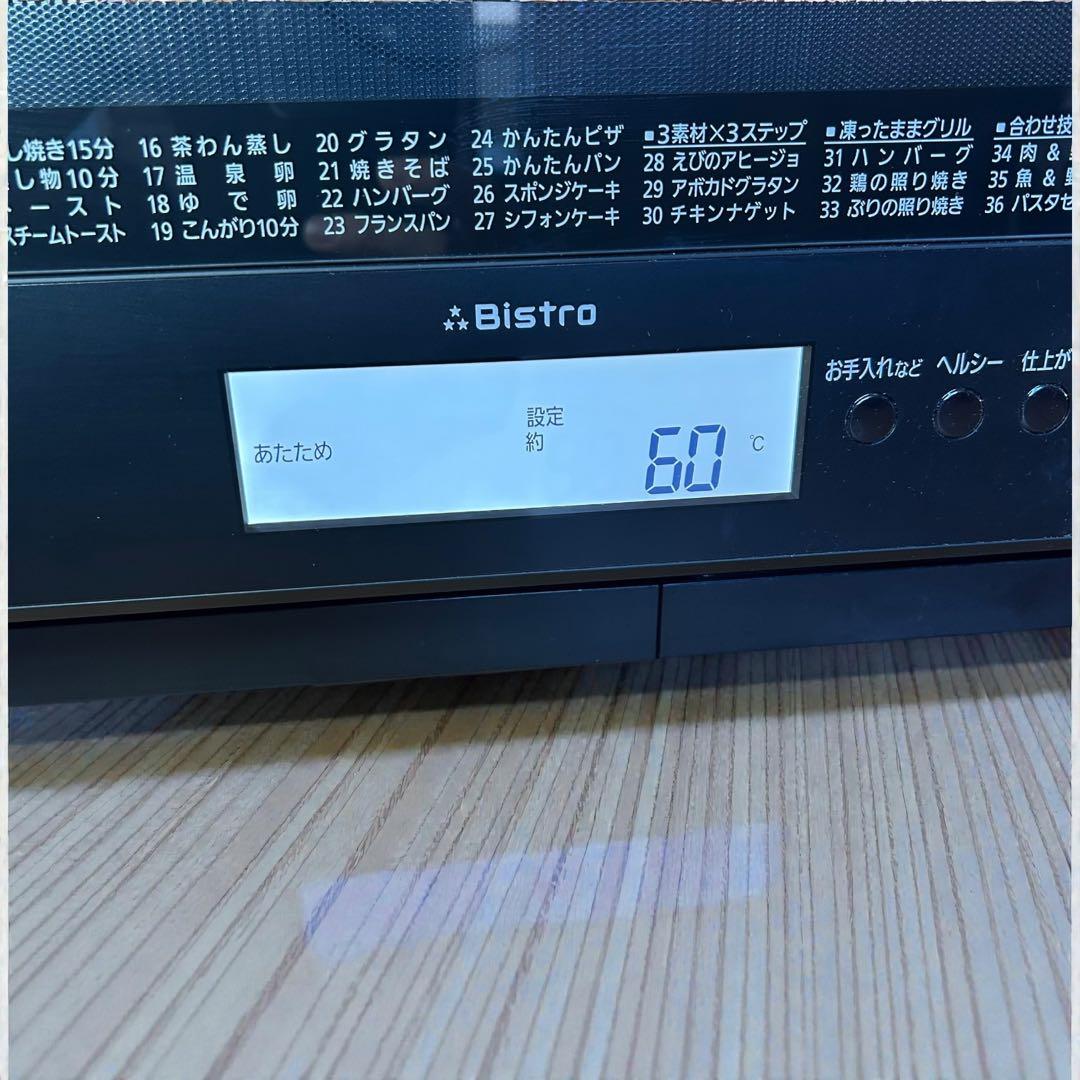 し焼き15分 16 茶わん蒸し 20 グラタン 24 かんたんピザ ■3素材×3ステップ ■凍ったままグリル ■合わせ技
し物10分 17 温泉卵 21 焼きそば 25 かんたんパン 28 えびのアヒージョ 31 ハンバーグ 34 肉&
ースト 18 ゆで卵 22 ハンバーグ 26 スポンジケーキ 29 アボカドグラタン 32 鶏の照り焼き 35 魚&
スチームトースト 19 こんがり10分 23 フランスパン 27 シフォンケーキ 30 チキンナゲット 33 ぶりの照り焼き 36 パスタセ
Bistro
お手入れなど ヘルシー 仕上が
設定
あたため 約 60 ℃